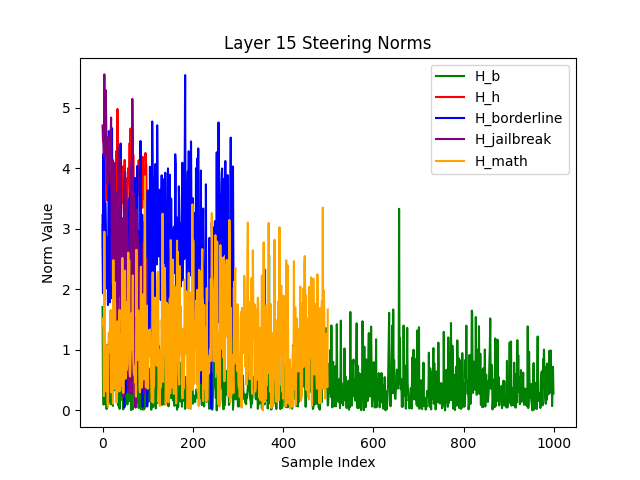 Layer 15 Steering Norms
H_b
H_h
H_borderline
H_jailbreak
H_math
Norm Value
5
4
3
2
1
0
0 200 400 600 800 1000
Sample Index